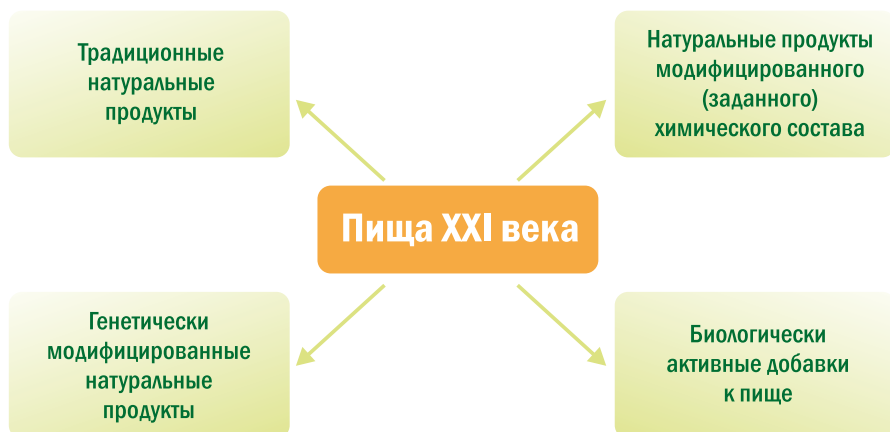 Традиционные
натуральные
продукты
Натуральные продукты
модифицированного
(заданного)
химического состава
Пища XXI века
Генетически
модифицированные
натуральные
продукты
Биологически
активные добавки
к пище